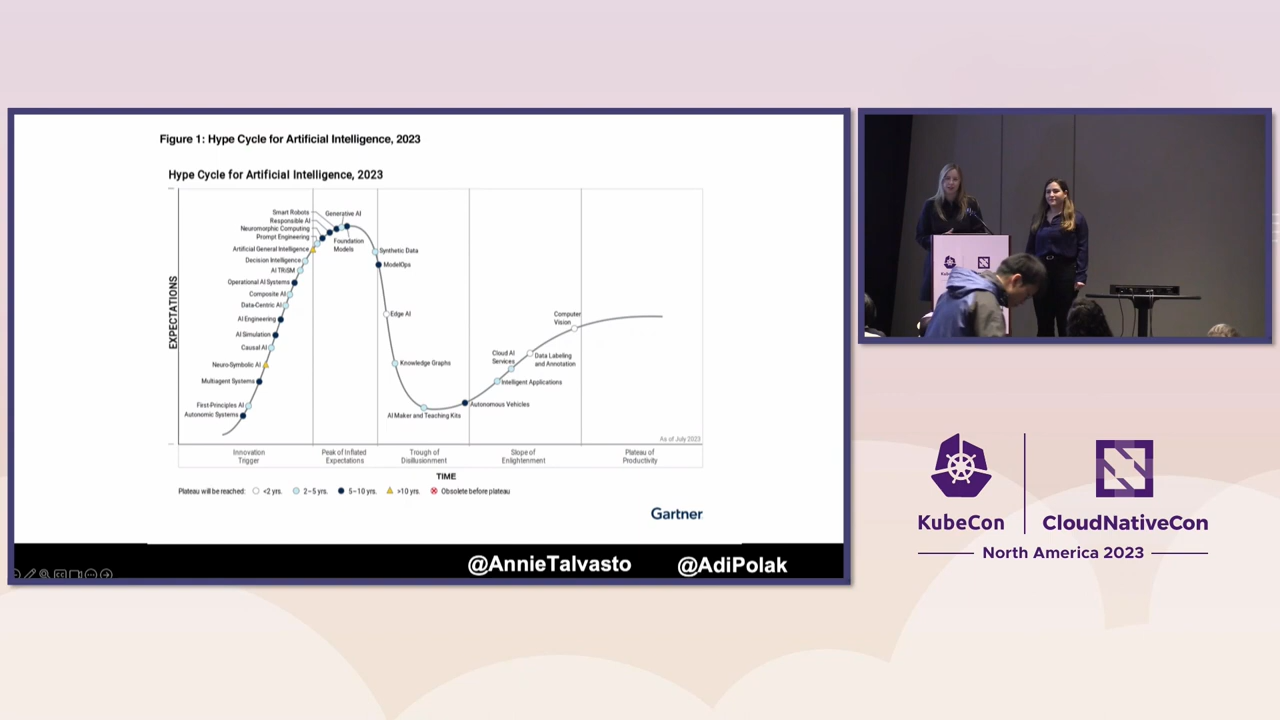 Figure 1: Hype Cycle for Artificial Intelligence, 2023
Hype Cycle for Artificial Intelligence, 2023
EXPECTATIONS
Smart Robots
Responsible AI
Neuromorphic Computing
Prompt Engineering
Artificial General Intelligence
Decision Intelligence
AI TRiSM
Operational AI Systems
Composite AI
Data-Centric AI
AI Engineering
AI Simulation
Causal AI
Neuro-Symbolic AI
Multiagent Systems
First-Principles AI
Autonomic Systems
Generative AI
Foundation
Models
Synthetic Data
ModelOps
Edge AI
Knowledge Graphs
AI Maker and Teaching Kits
Autonomous Vehicles
Intelligent Applications
Cloud AI
Services
Data Labeling
and Annotation
Computer
Vision
As of July 2023
Innovation
Trigger
Peak of Inflated
Expectations
Trough of
Disillusionment
Slope of
Enlightenment
Plateau of
Productivity
TIME
Plateau will be reached: <2 yrs. 2–5 yrs. 5–10 yrs. >10 yrs. Obsolete before plateau
Gartner
@AnnieTalvasto @AdiPolak
KubeCon
CloudNativeCon
North America 2023